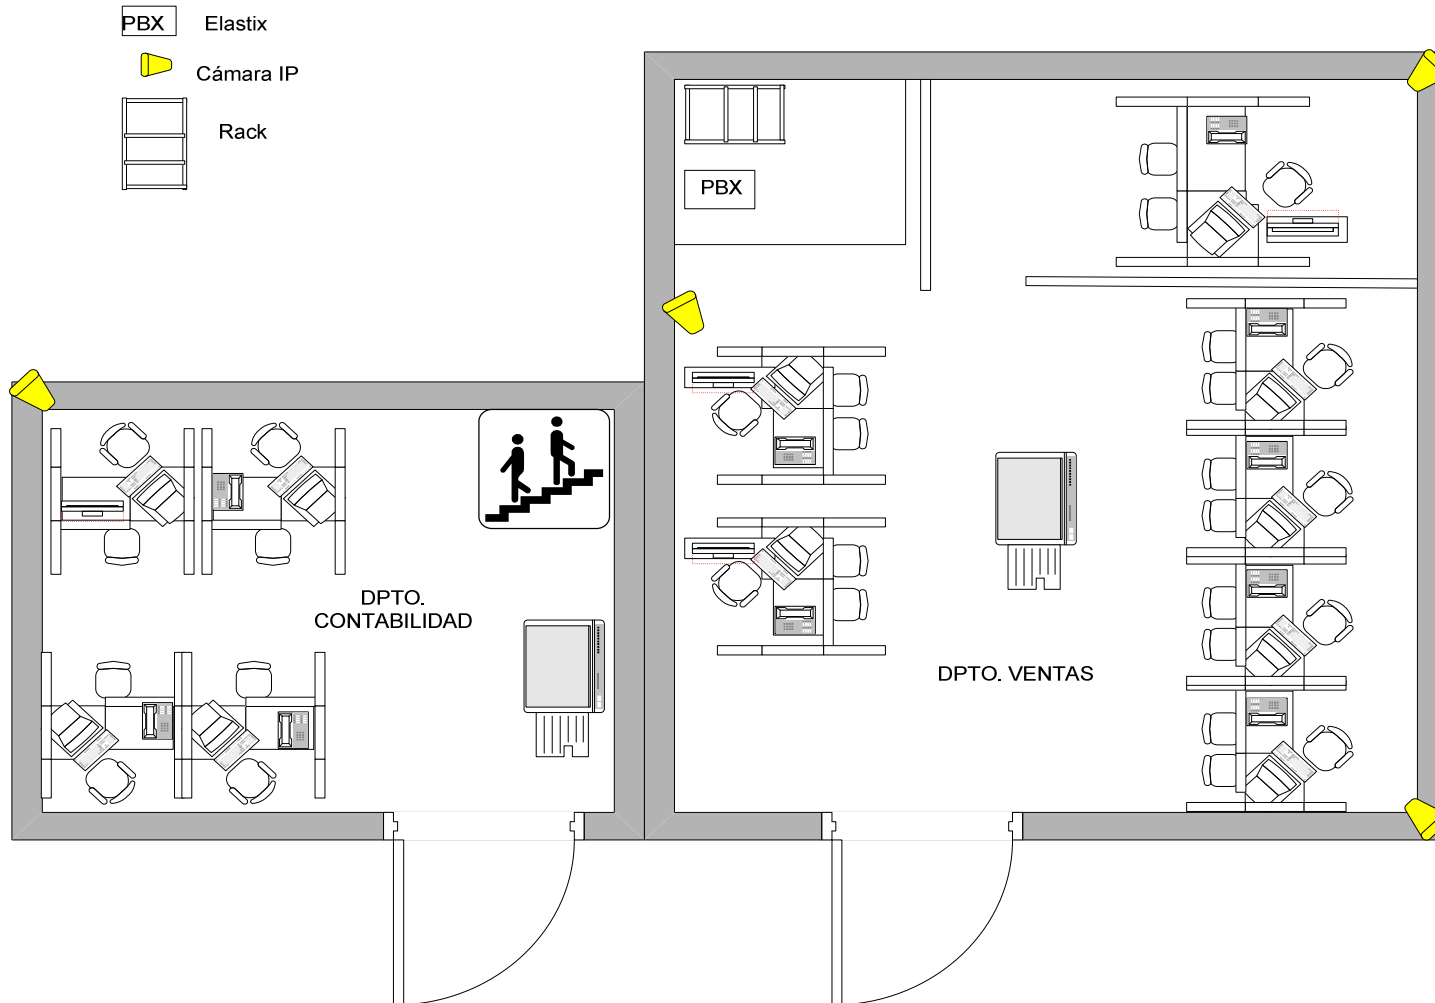 PBX Elastix
Cámara IP
Rack
PBX
DPTO.
CONTABILIDAD
DPTO. VENTAS